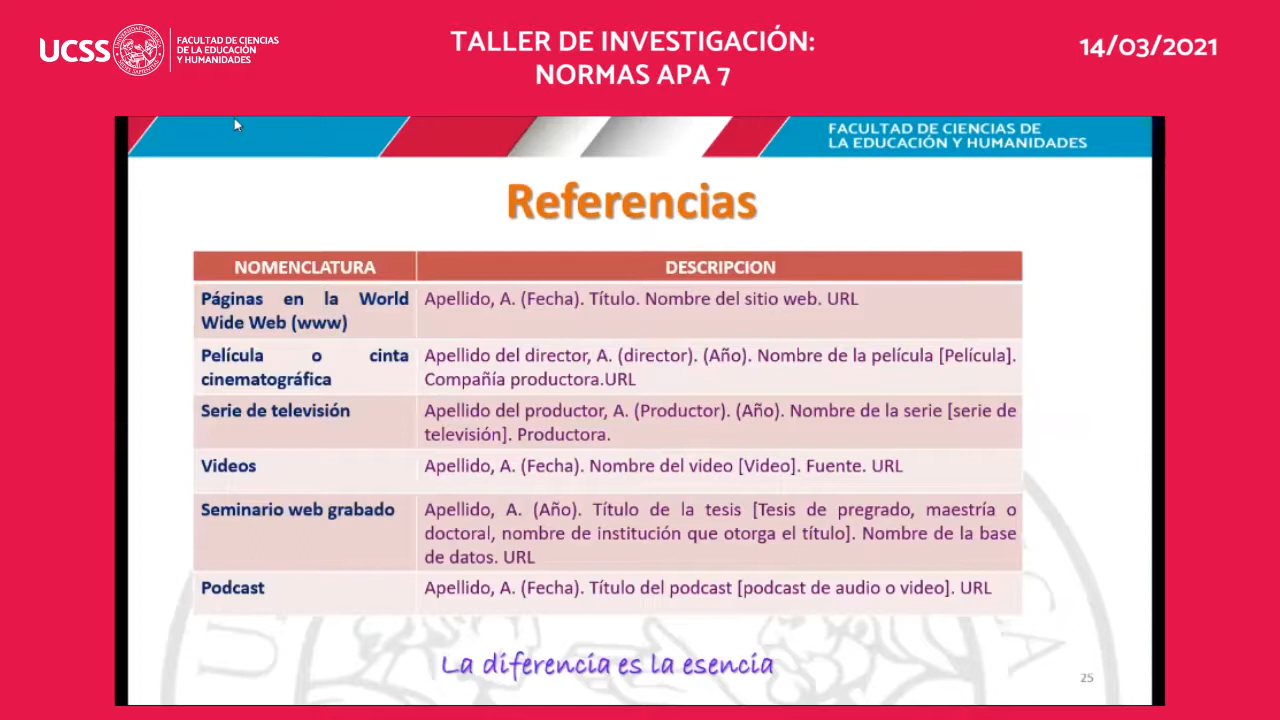 UCSS
FACULTAD DE CIENCIAS
DE LA EDUCACIÓN
Y HUMANIDADES
TALLER DE INVESTIGACIÓN:
NORMAS APA 7
14/03/2021
FACULTAD DE CIENCIAS DE
LA EDUCACIÓN Y HUMANIDADES
Referencias
NOMENCLATURA DESCRIPCION
Páginas en la World
Wide Web (www)
Apellido, A. (Fecha). Título. Nombre del sitio web. URL
Película o cinta
cinematográfica
Apellido del director, A. (director). (Año). Nombre de la película [Película].
Compañía productora.URL
Serie de televisión
Apellido del productor, A. (Productor). (Año). Nombre de la serie [serie de
televisión]. Productora.
Videos
Apellido, A. (Fecha). Nombre del video [Video]. Fuente. URL
Seminario web grabado
Apellido, A. (Año). Título de la tesis [Tesis de pregrado, maestría o
doctoral, nombre de institución que otorga el título]. Nombre de la base
de datos. URL
Podcast
Apellido, A. (Fecha). Título del podcast [podcast de audio o video]. URL
La diferencia es la esencia
25